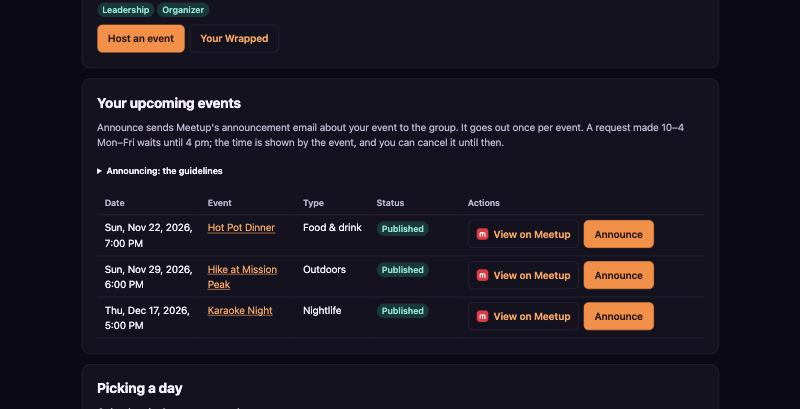 Leadership Organizer
Host an event Your Wrapped
Your upcoming events
Announce sends Meetup's announcement email about your event to the group. It goes out once per event. A request made 10–4
Mon–Fri waits until 4 pm; the time is shown by the event, and you can cancel it until then.
Announcing: the guidelines
Date Event Type Status Actions
Sun, Nov 22, 2026, Hot Pot Dinner Food & drink Published View on Meetup Announce
7:00 PM
Sun, Nov 29, 2026, Hike at Mission Outdoors Published View on Meetup Announce
6:00 PM Peak
Thu, Dec 17, 2026, Karaoke Night Nightlife Published View on Meetup Announce
5:00 PM
Picking a day